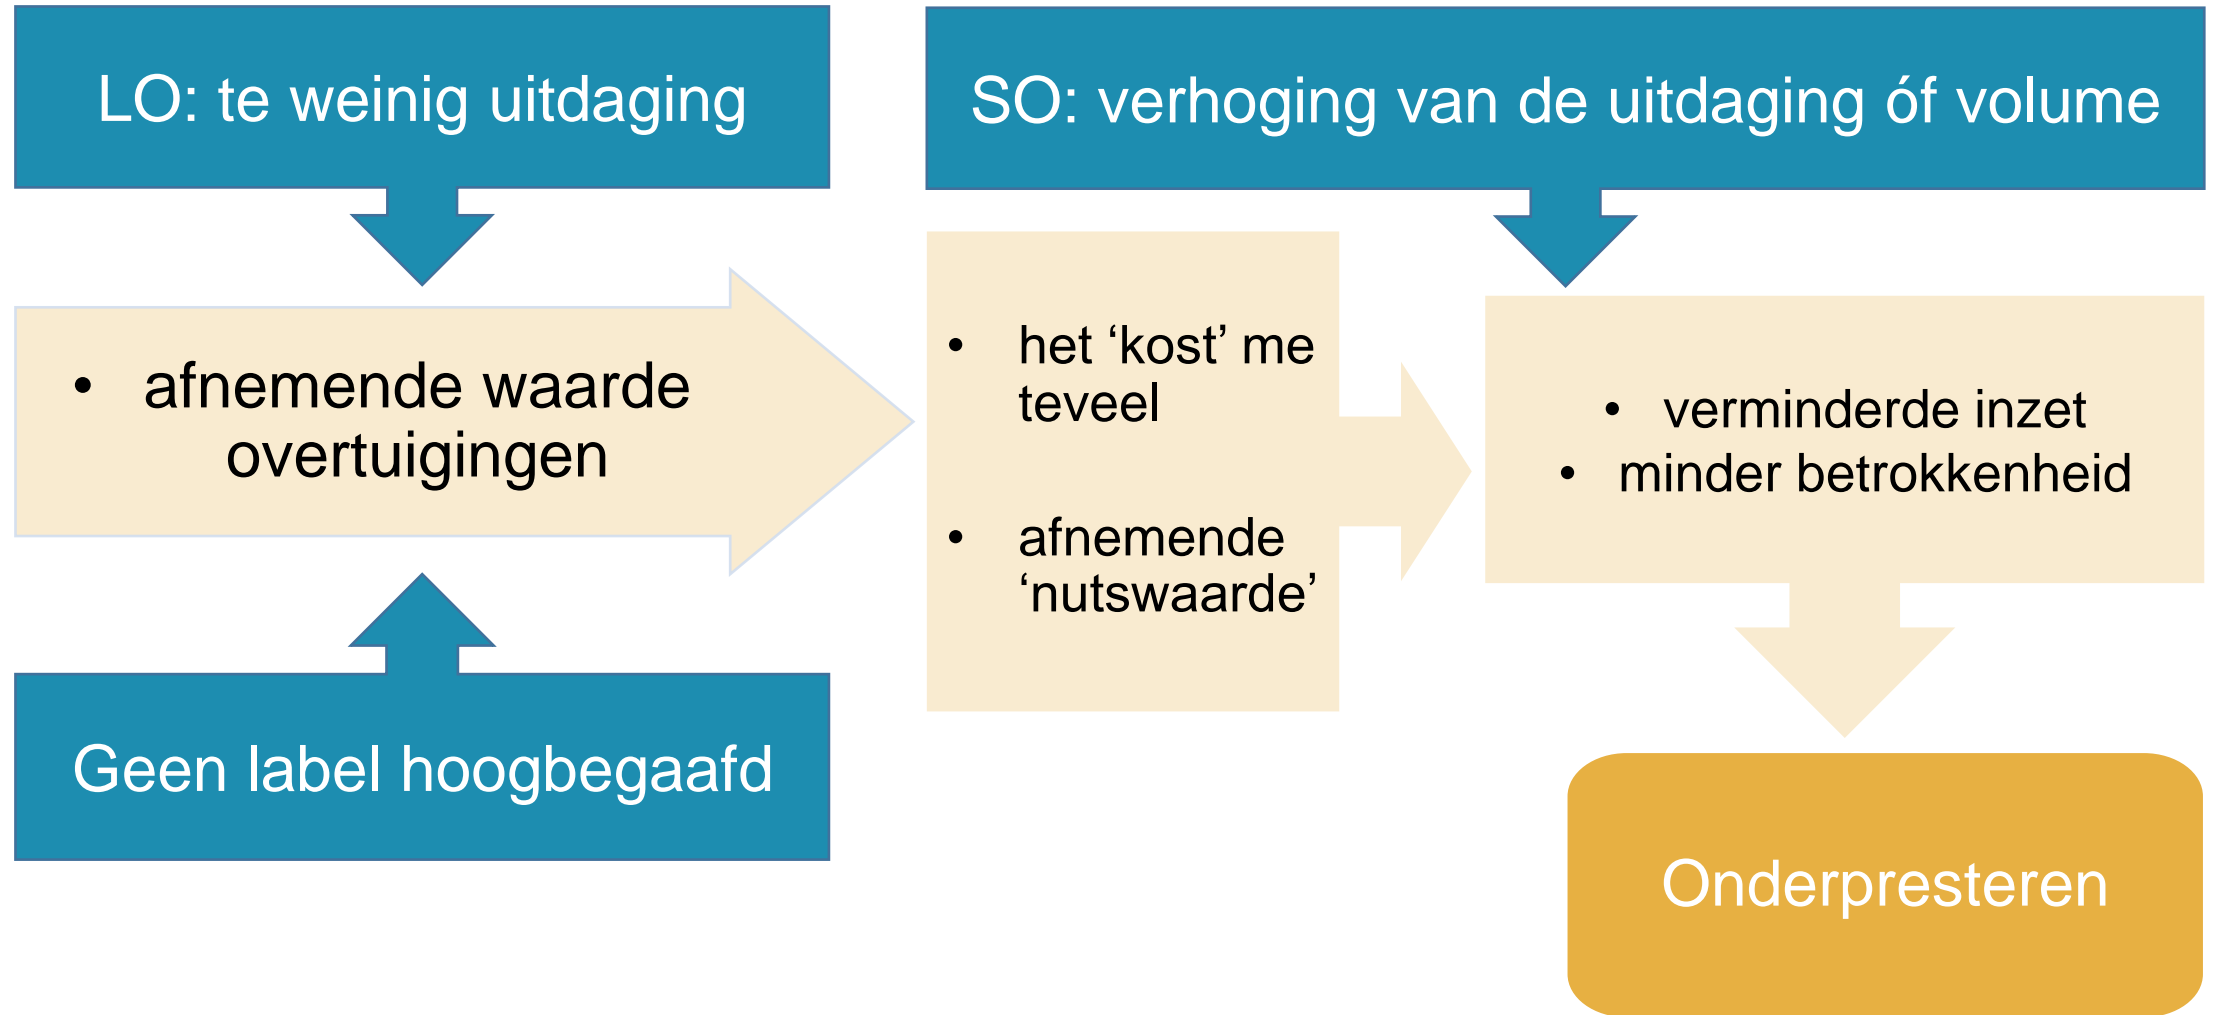 LO: te weinig uitdaging
SO: verhoging van de uitdaging óf volume
• afnemende waarde
overtuigingen
• het ‘kost’ me
teveel
• afnemende
‘nutswaarde’
• verminderde inzet
• minder betrokkenheid
Geen label hoogbegaafd
Onderpresteren